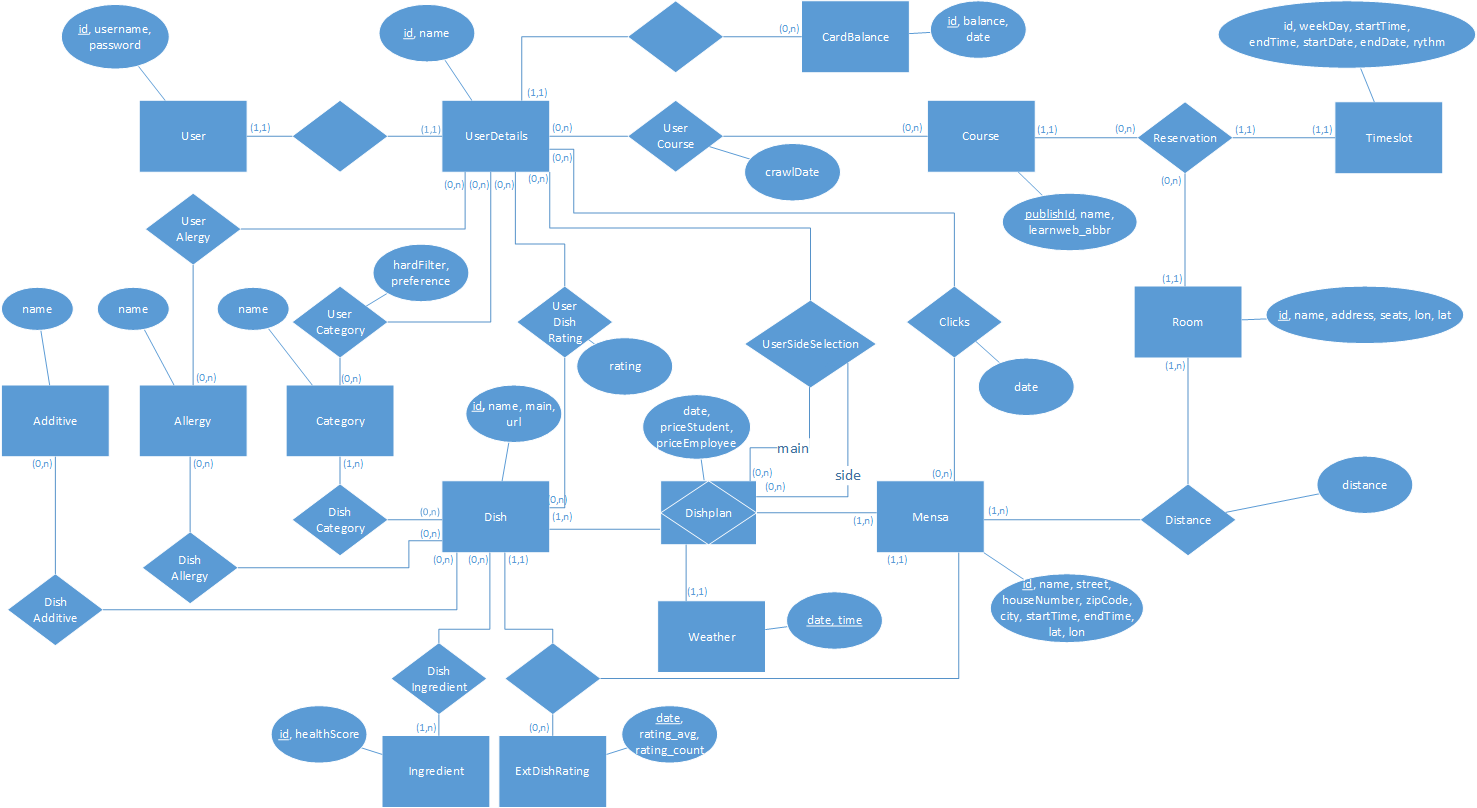 id, username,
password
id, name
(0,n)
CardBalance
id, balance,
date
id, weekDay, startTime,
endTime, startDate, endDate, rythm
(1,1)
User
(1,1)
(1,1)
UserDetails
(0,n)
User
Course
(0,n)
Course
(1,1)
(0,n)
Reservation
(1,1)
(1,1)
Timeslot
(0,n)
crawlDate
(0,n)
(0,n)
(0,n)
(0,n)
(0,n)
publishId, name,
learnweb_abbr
User
Alergy
hardFilter,
preference
(1,1)
name
name
name
User
Category
User
Dish
Rating
UserSideSelection
Clicks
Room
id, name, address, seats, lon, lat
rating
date
(1,n)
(0,n)
(0,n)
Additive
Allergy
Category
id, name, main,
url
date,
priceStudent,
priceEmployee
main
(0,n)
(0,n)
(1,n)
(0,n)
side
(0,n)
(0,n)
distance
Dish
Category
(0,n)
Dish
(0,n)
(1,n)
Dishplan
(1,n)
Mensa
(1,n)
Distance
(0,n)
Dish
Allergy
(0,n)
(0,n)
(1,1)
(1,1)
Dish
Additive
(1,1)
Weather
date, time
id, name, street,
houseNumber, zipCode,
city, startTime, endTime,
lat, lon
Dish
Ingredient
(1,n)
(0,n)
id, healthScore
Ingredient
ExtDishRating
date,
rating_avg,
rating_count